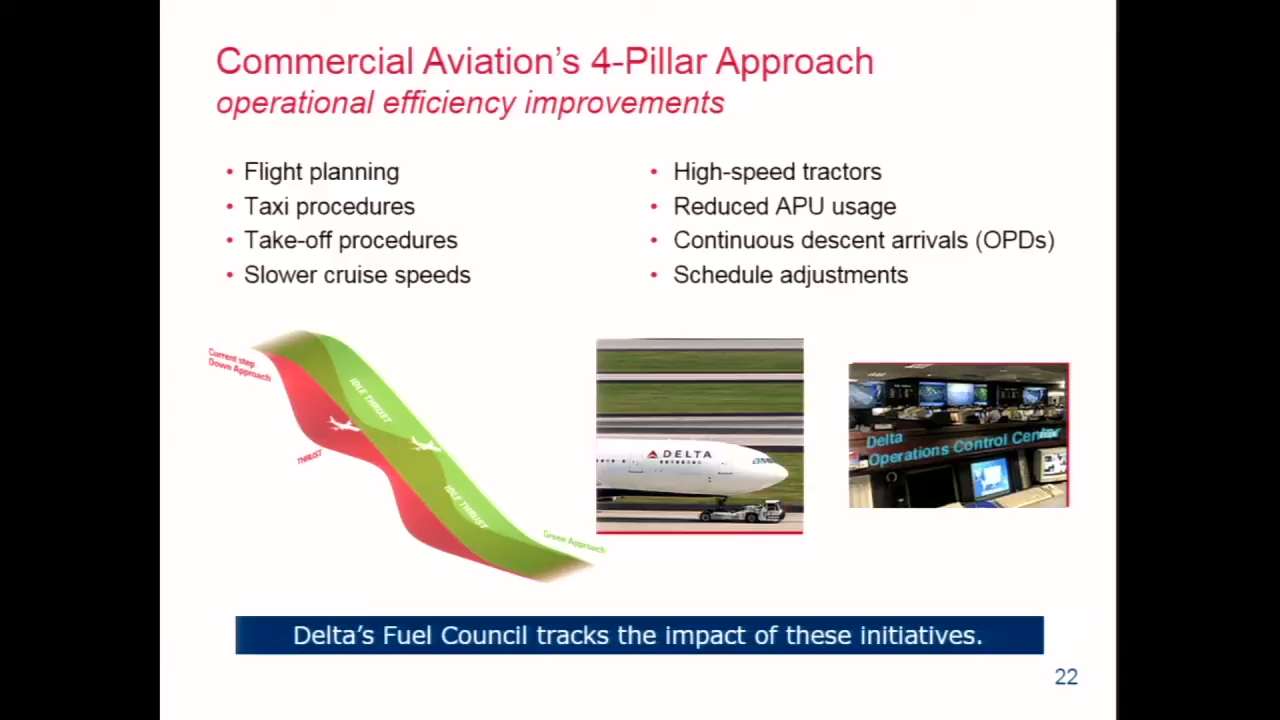 Commercial Aviation's 4-Pillar Approach
operational efficiency improvements
• Flight planning
• Taxi procedures
• Take-off procedures
• Slower cruise speeds
• High-speed tractors
• Reduced APU usage
• Continuous descent arrivals (OPDs)
• Schedule adjustments
Current step
Down Approach
IDLE THRUST
THRUST
IDLE THRUST
Green Approach
DELTA
Delta
Operations Control Center
Delta's Fuel Council tracks the impact of these initiatives.
22